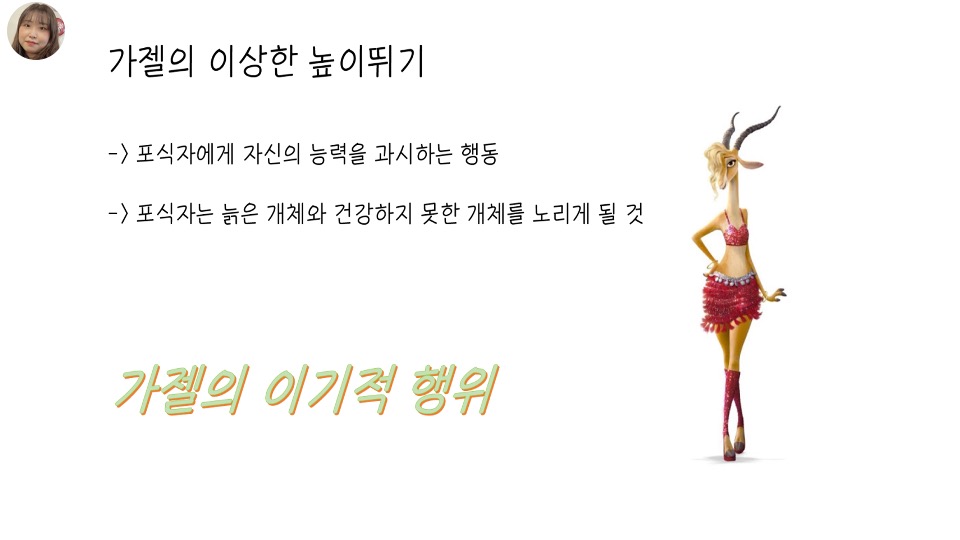 가젤의 이상한 높이뛰기
-> 포식자에게 자신의 능력을 과시하는 행동
-> 포식자는 늙은 개체와 건강하지 못한 개체를 노리게 될 것
가젤의 이기적 행위